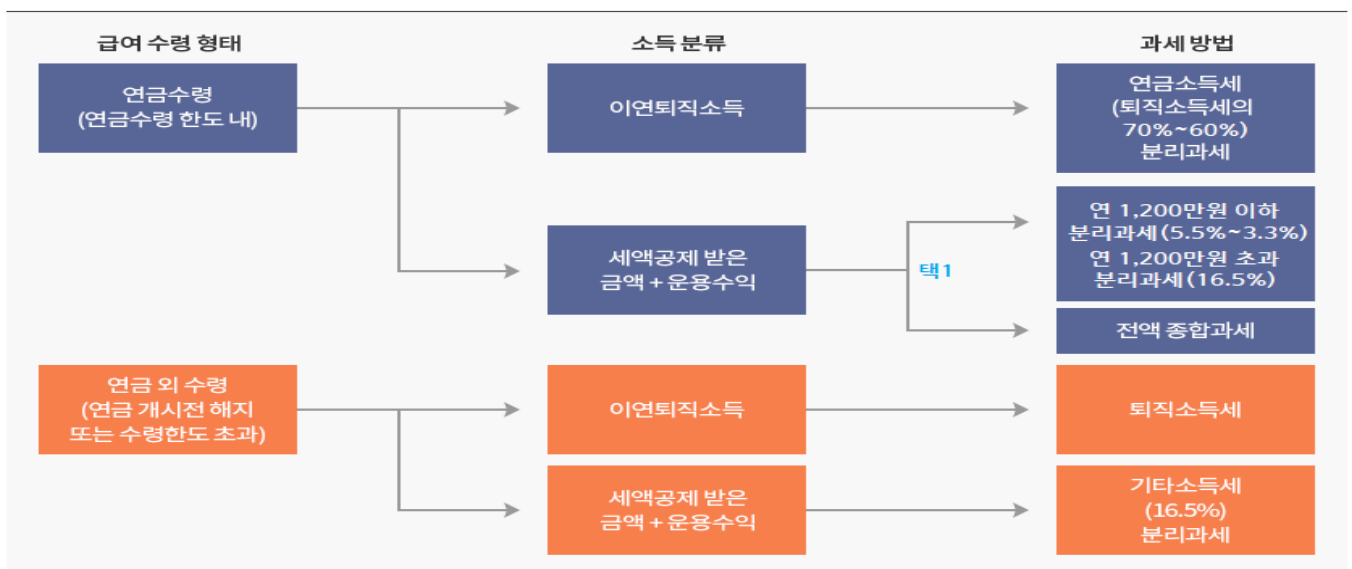 급여 수령 형태
소득 분류
과세 방법
연금수령
(연금수령 한도 내)
이연퇴직소득
연금소득세
(퇴직소득세의
70%~60%)
분리과세
세액공제 받은
금액 + 운용수익
택1
연 1,200만원 이하
분리과세(5.5%~3.3%)
연 1,200만원 초과
분리과세(16.5%)
전액 종합과세
연금 외 수령
(연금 개시전 해지
또는 수령한도 초과)
이연퇴직소득
퇴직소득세
세액공제 받은
금액 + 운용수익
기타소득세
(16.5%)
분리과세